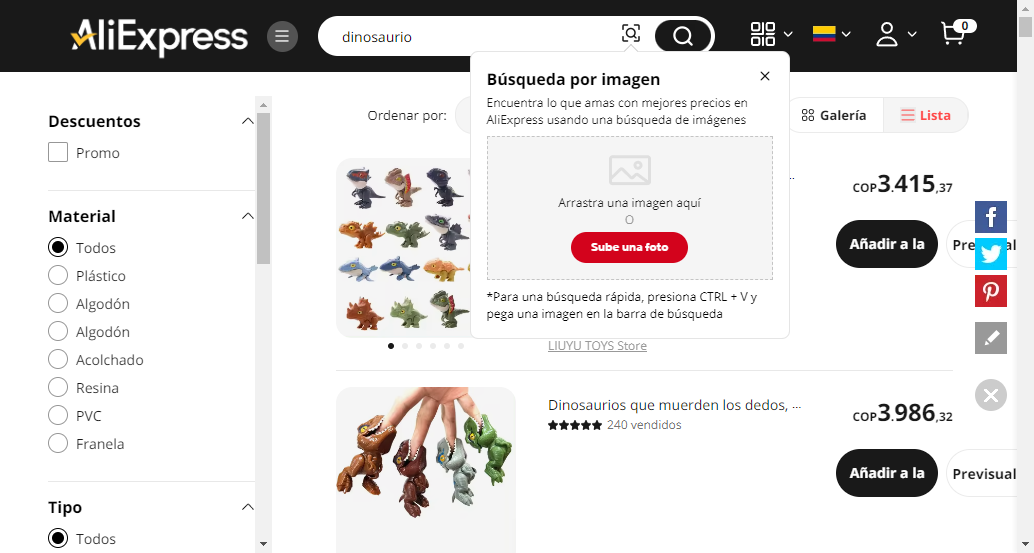 AliExpress
dinosaurio
0
Búsqueda por imagen
Encuentra lo que amas con mejores precios en
AliExpress usando una búsqueda de imágenes
Arrastra una imagen aquí
O
Sube una foto
*Para una búsqueda rápida, presiona CTRL + V y
pega una imagen en la barra de búsqueda
Descuentos
Promo
Material
Todos
Plástico
Algodón
Algodón
Acolchado
Resina
PVC
Franela
Tipo
Todos
Ordenar por:
Galería
Lista
...
COP3.415,37
Añadir a la
Previsual
LIUYU TOYS Store
Dinosaurios que muerden los dedos, ...
240 vendidos
COP3.986,32
Añadir a la
Previsual